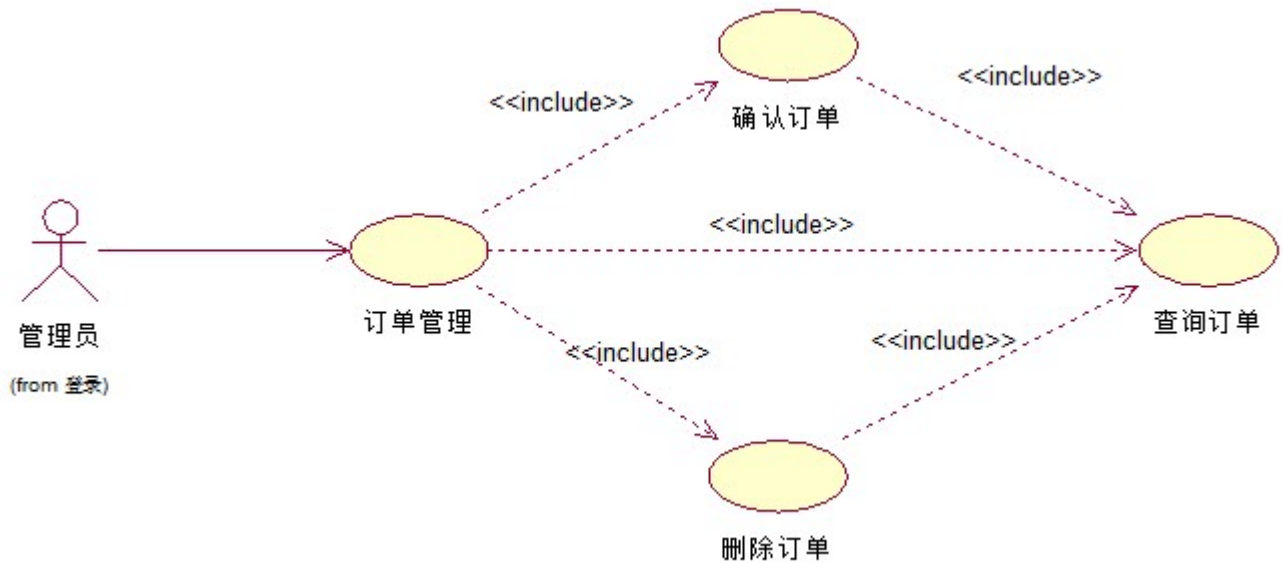 <<include>>
<<include>>
确认订单
<<include>>
管理员
(from 登录)
订单管理
查询订单
<<include>>
<<include>>
删除订单